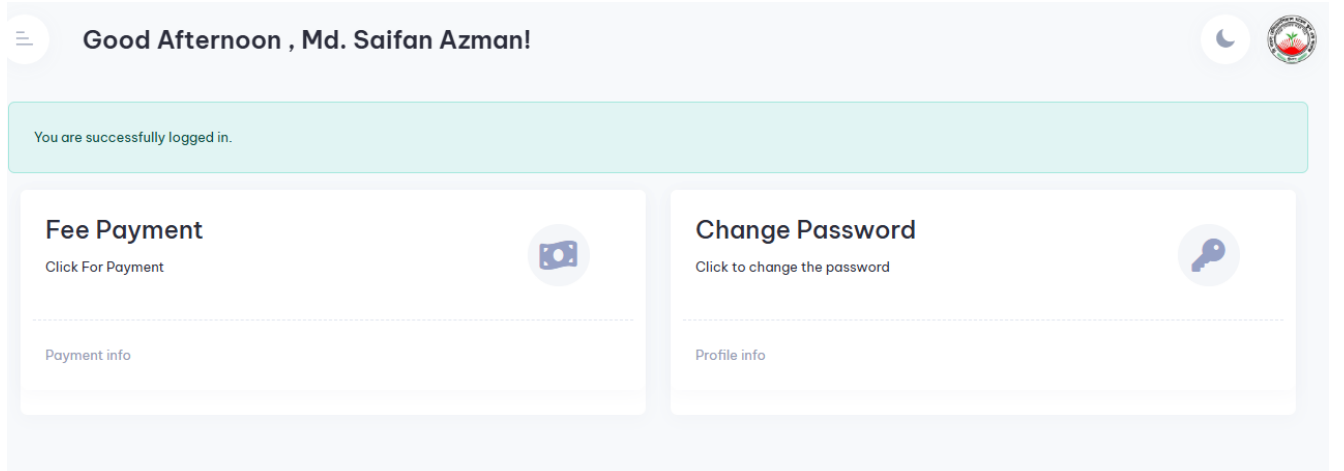 Good Afternoon , Md. Saifan Azman!
You are successfully logged in.
Fee Payment
Click For Payment
Payment info
Change Password
Click to change the password
Profile info